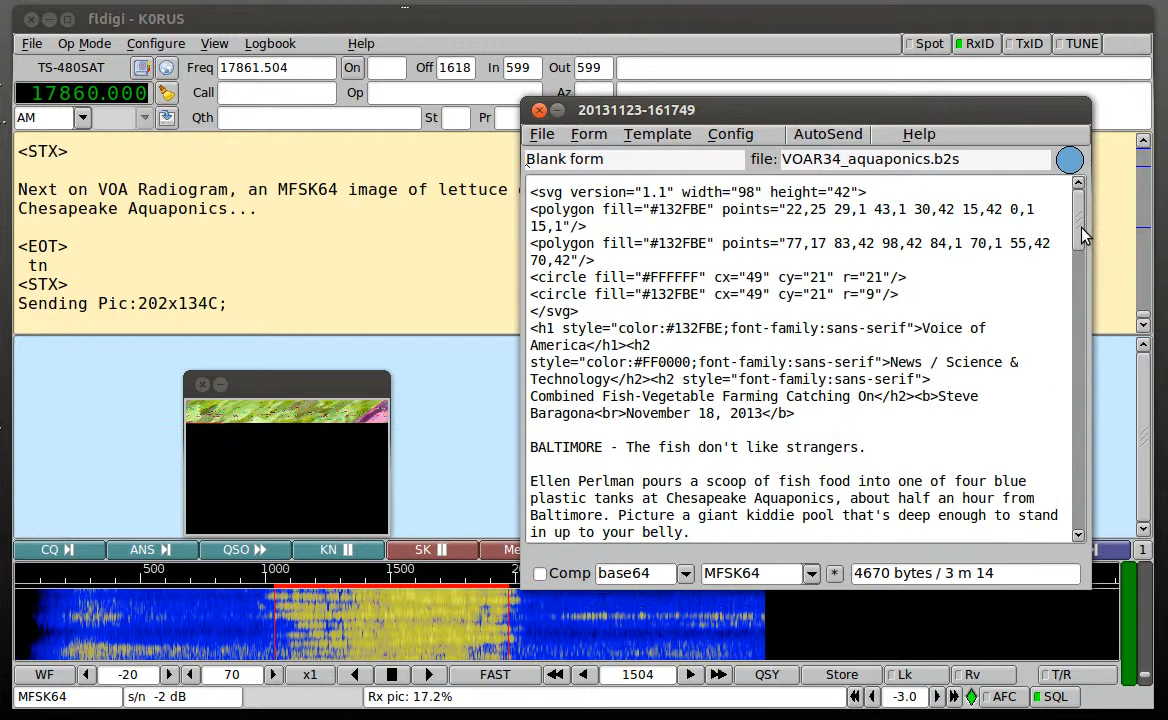 fldigi - K0RUS
File Op Mode Configure View Logbook Help Spot RxID TxID TUNE
TS-480SAT Freq 17861.504 On Off 1618 In 599 Out 599
17860.000 Call Op Az
AM Qth St Pr
<STX>
Next on VOA Radiogram, an MFSK64 image of lettuce
Chesapeake Aquaponics...
<EOT>
tn
<STX>
Sending Pic:202x134C;
20131123-161749
File Form Template Config AutoSend Help
Blank form file: VOAR34_aquaponics.b2s
<svg version="1.1" width="98" height="42">
<polygon fill="#132FBE" points="22,25 29,1 43,1 30,42 15,42 0,1
15,1"/>
<polygon fill="#132FBE" points="77,17 83,42 98,42 84,1 70,1 55,42
70,42"/>
<circle fill="#FFFFFF" cx="49" cy="21" r="21"/>
<circle fill="#132FBE" cx="49" cy="21" r="9"/>
</svg>
<h1 style="color:#132FBE;font-family:sans-serif">Voice of
America</h1><h2
style="color:#FF0000;font-family:sans-serif">News / Science &
Technology</h2><h2 style="font-family:sans-serif">
Combined Fish-Vegetable Farming Catching On</h2><b>Steve
Baragona<br>November 18, 2013</b>
BALTIMORE - The fish don't like strangers.
Ellen Perlman pours a scoop of fish food into one of four blue
plastic tanks at Chesapeake Aquaponics, about half an hour from
Baltimore. Picture a giant kiddie pool that's deep enough to stand
in up to your belly.
Comp base64 MFSK64 * 4670 bytes / 3 m 14
CQ ANS QSO KN SK Me 1
500 1000 1500 2
WF -20 70 x1 FAST 1504 QSY Store Lk Rv T/R
MFSK64 s/n -2 dB Rx pic: 17.2% -3.0 AFC SQL